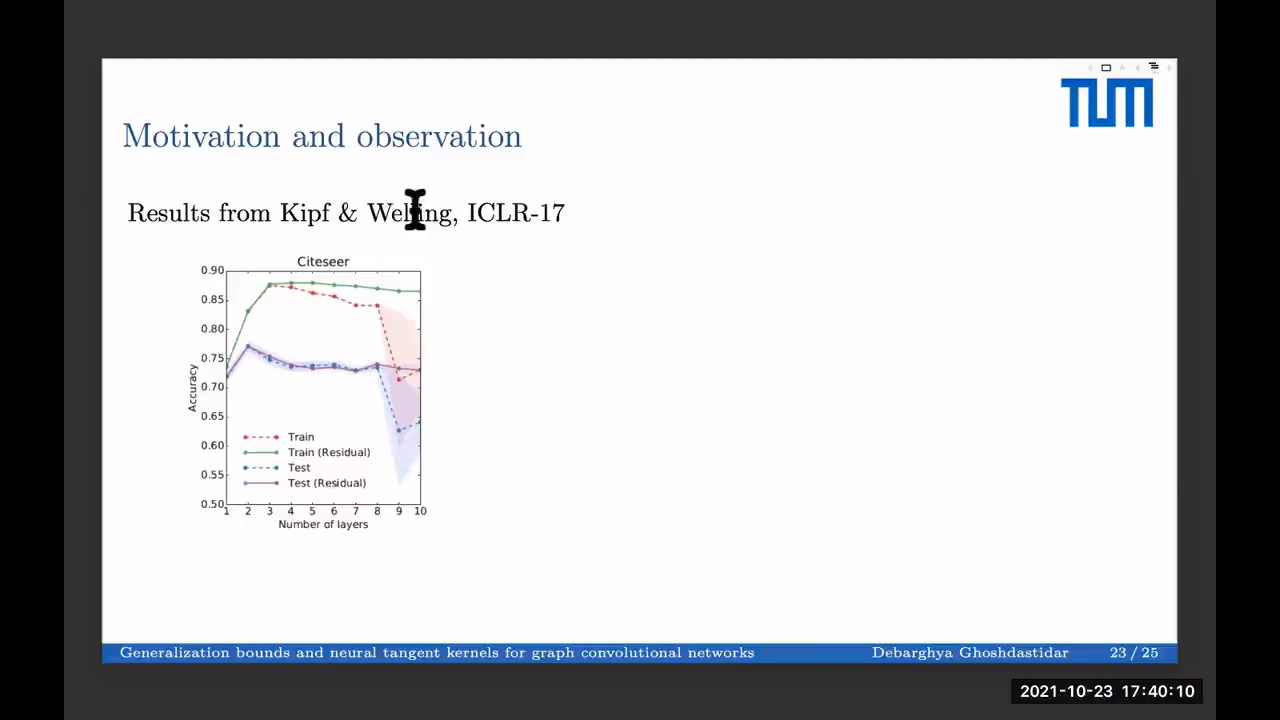 TUM
Motivation and observation
Results from Kipf & Welling, ICLR-17
Citeseer
0.90
0.85
0.80
0.75
0.70
0.65
0.60
0.55
0.50
Accuracy
Train
Train (Residual)
Test
Test (Residual)
1 2 3 4 5 6 7 8 9 10
Number of layers
Generalization bounds and neural tangent kernels for graph convolutional networks Debarghya Ghoshdastidar 23 / 25
2021-10-23 17:40:10